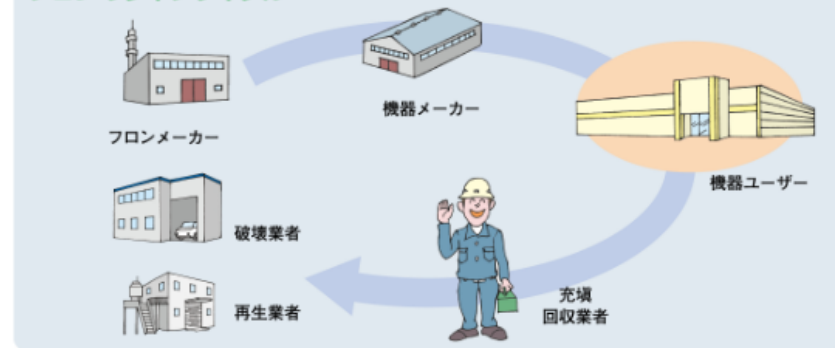 フロンメーカー
機器メーカー
機器ユーザー
破壊業者
再生業者
充塡
回収業者